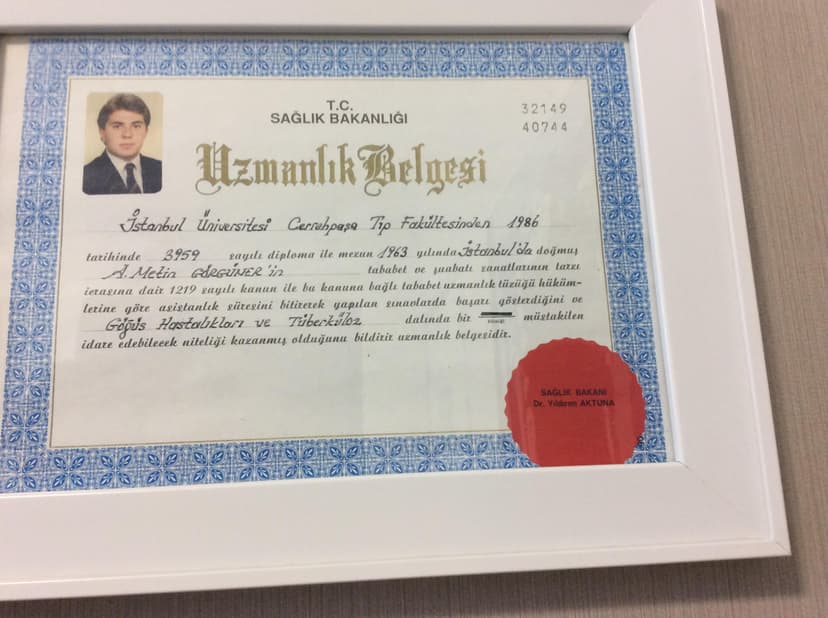 T.C.
SAĞLIK BAKANLIĞI
32149
40744
Uzmanlık Belgesi
İstanbul Üniversitesi Cerrahpaşa Tıp Fakültesinden 1986
tarihinde 3959 sayılı diploma ile mezun 1963 yılında İstanbul'da doğmuş
A. Metin GÖRGÜNER'in tababet ve şuabatı sanatlarının tarzı
icrasına dair 1219 sayılı kanun ile bu kanuna bağlı tababet uzmanlık tüzüğü hüküm-
lerine göre asistanlık süresini bitirerek yapılan sınavlarda başarı gösterdiğini ve
Göğüs Hastalıkları ve Tüberküloz dalında bir müstakilen
idare edebilecek niteliği kazanmış olduğunu bildirir uzmanlık belgesidir.
SAĞLIK BAKANI
Dr. Yıldırım AKTUNA